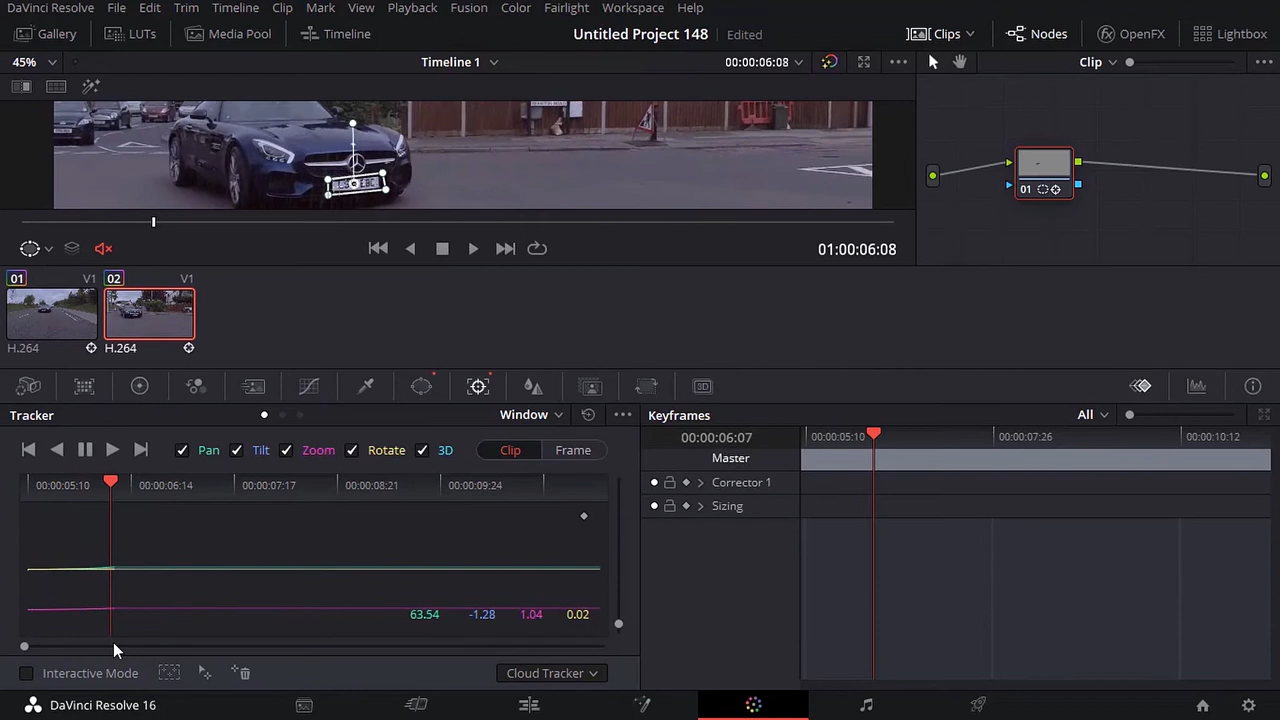 DaVinci Resolve File Edit Trim Timeline Clip Mark View Playback Fusion Color Fairlight Workspace Help
Gallery LUTs Media Pool Timeline Untitled Project 148 Edited Clips Nodes OpenFX Lightbox
45% Timeline 1 00:00:06:08 Clip
01
01:00:06:08
01 V1 02 V1
H.264 H.264
3D
Tracker Window Keyframes All
Pan Tilt Zoom Rotate 3D Clip Frame
00:00:06:07 00:00:05:10 00:00:07:26 00:00:10:12
Master
00:00:05:10 00:00:06:14 00:00:07:17 00:00:08:21 00:00:09:24
Corrector 1
Sizing
63.54 -1.28 1.04 0.02
Interactive Mode Cloud Tracker
DaVinci Resolve 16